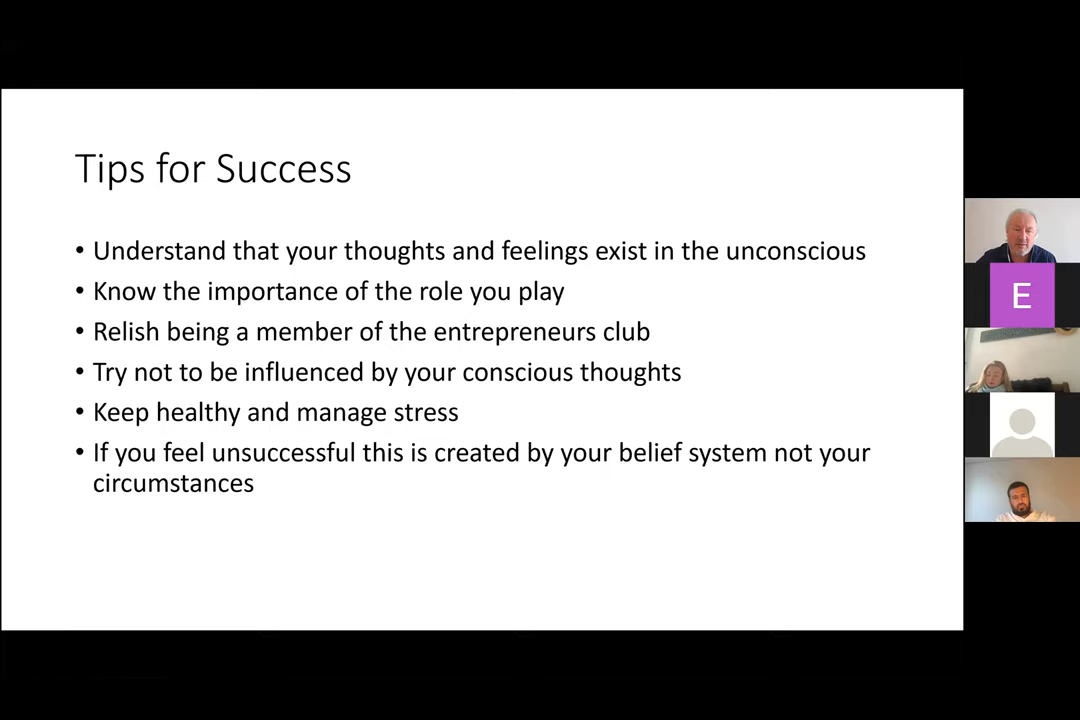 Tips for Success
• Understand that your thoughts and feelings exist in the unconscious
• Know the importance of the role you play
• Relish being a member of the entrepreneurs club
• Try not to be influenced by your conscious thoughts
• Keep healthy and manage stress
• If you feel unsuccessful this is created by your belief system not your
circumstances
E